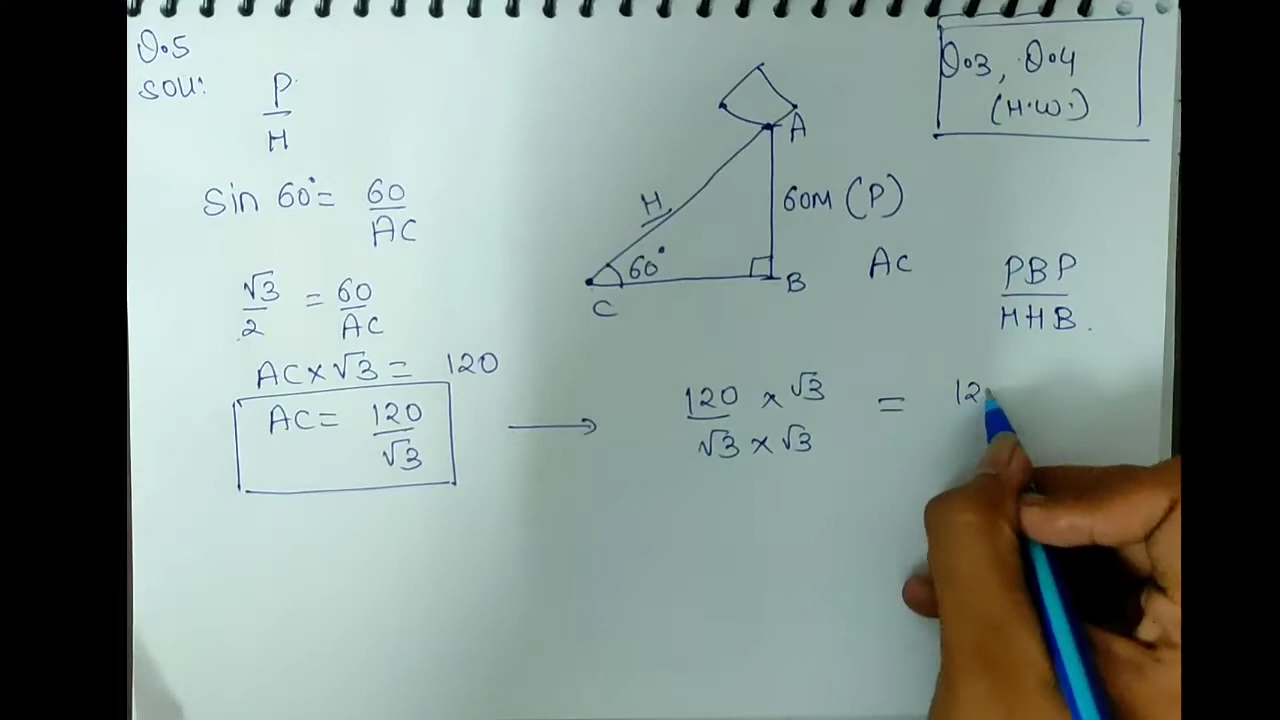 Q.5
Soln:
P
H
Sin 60°= 60
AC
√3 = 60
2 AC
AC×√3 = 120
AC= 120
√3
Q.3, Q.4
(H.W.)
A
H
60M (P)
60°
B
C
AC
PBP
HHB.
120 × √3 = 12
√3 × √3